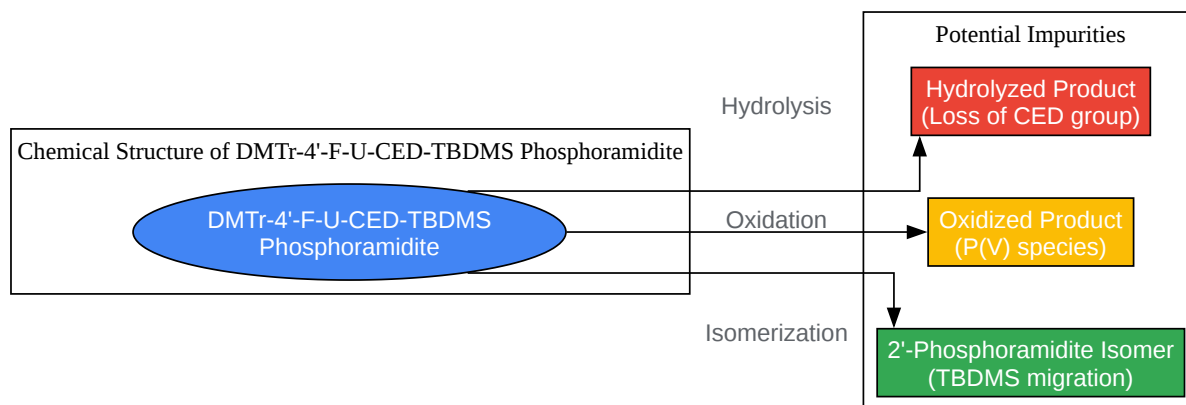 Chemical Structure of DMTr-4'-F-U-CED-TBDMS Phosphoramidite
DMTr-4'-F-U-CED-TBDMS
Phosphoramidite
Hydrolysis
Oxidation
Isomerization
Potential Impurities
Hydrolyzed Product
(Loss of CED group)
Oxidized Product
(P(V) species)
2'-Phosphoramidite Isomer
(TBDMS migration)